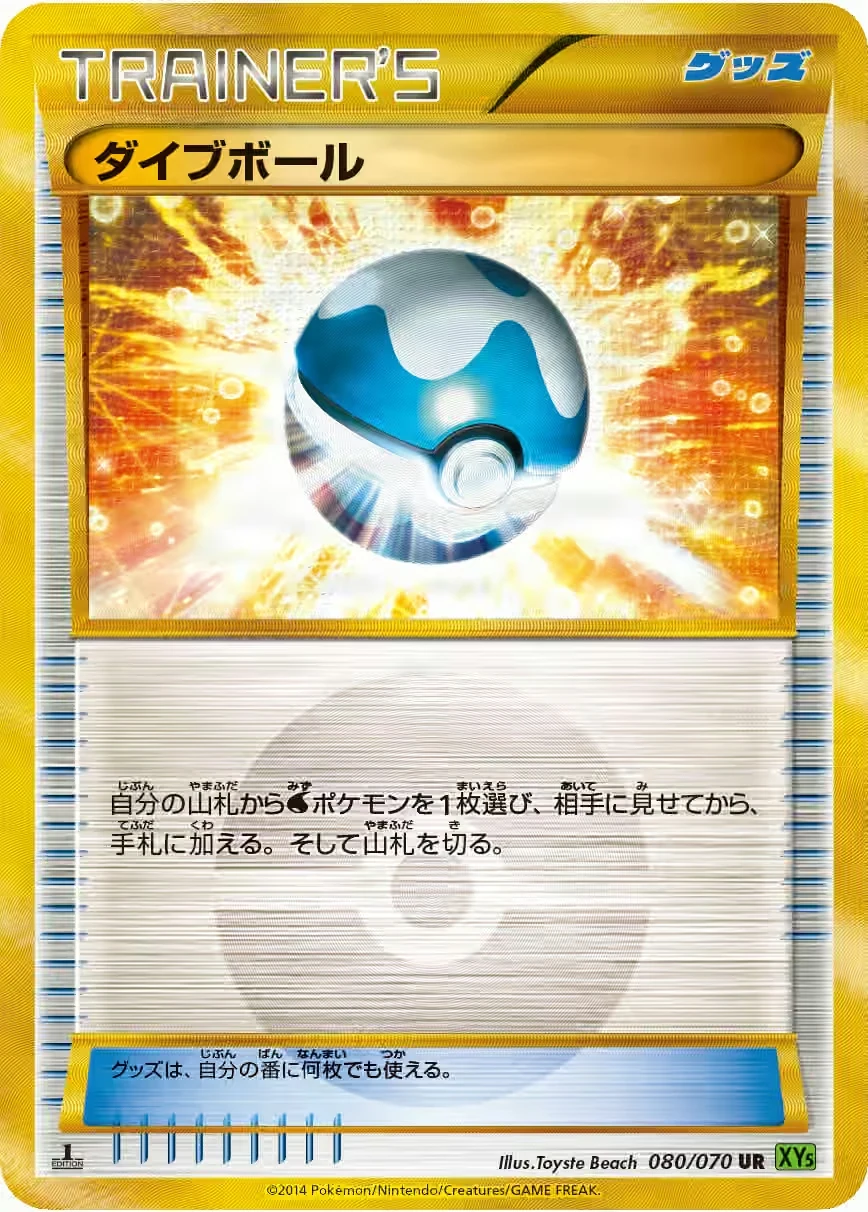 TRAINER'S グッズ
ダイブボール
じぶん やまふだ みず まいえら あいて み
自分の山札からポケモンを1枚選び、相手に見せてから、
てふだ くわ やまふだ き
手札に加える。そして山札を切る。
じぶん ばん なんまい つか
グッズは、自分の番に何枚でも使える。
1 EDITION
Illus.Toyste Beach 080/070 UR XY5
©2014 Pokémon/Nintendo/Creatures/GAME FREAK.